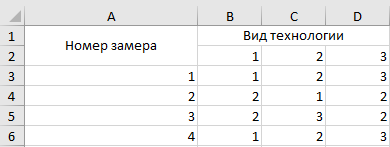 A B C D
1 Номер замера Вид технологии
2 1 2 3
3 1 1 2 3
4 2 2 1 2
5 3 2 3 2
6 4 1 2 3